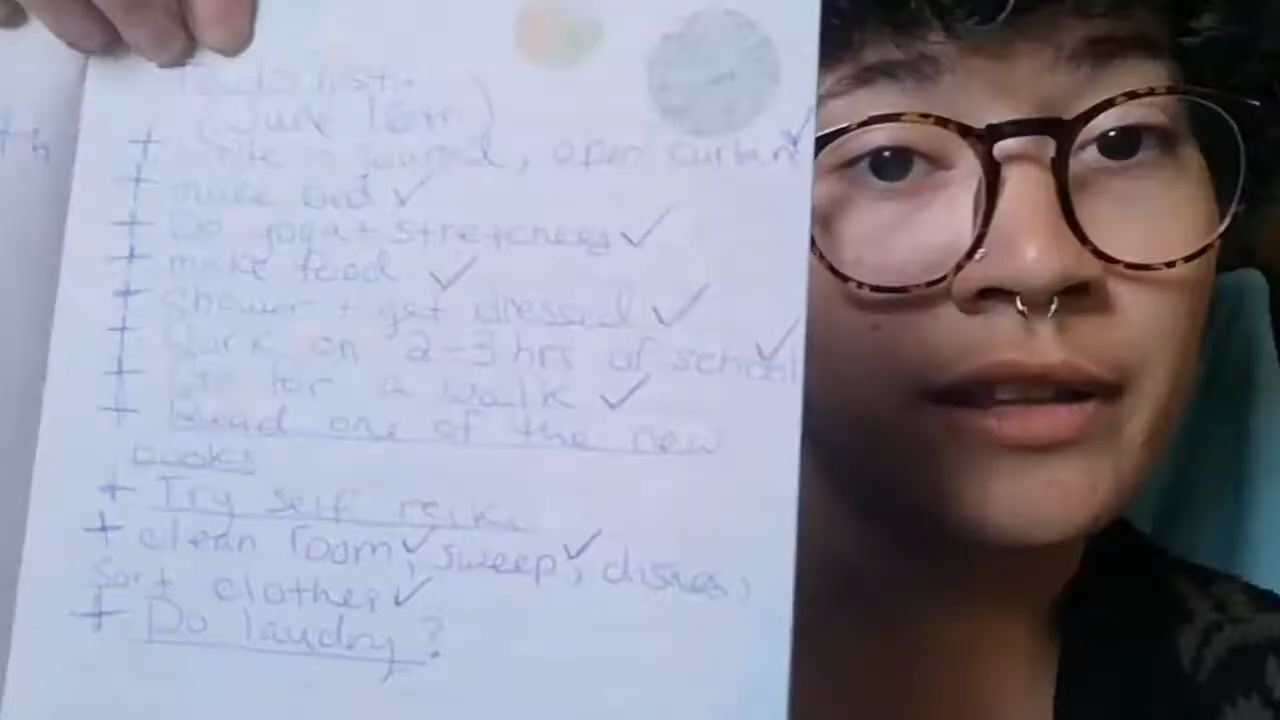 To do list:
(June 16th)
+ write in journal, open curtain ✓
+ make bed ✓
+ Do yoga + stretches ✓
+ make food ✓
+ shower + get dressed ✓
+ Work on 2-3 hrs of school ✓
+ Go for a walk ✓
+ Read one of the new
books
+ Try self reiki
+ clean room ✓, sweep ✓, dishes,
sort clothes ✓
+ Do laudry?
th